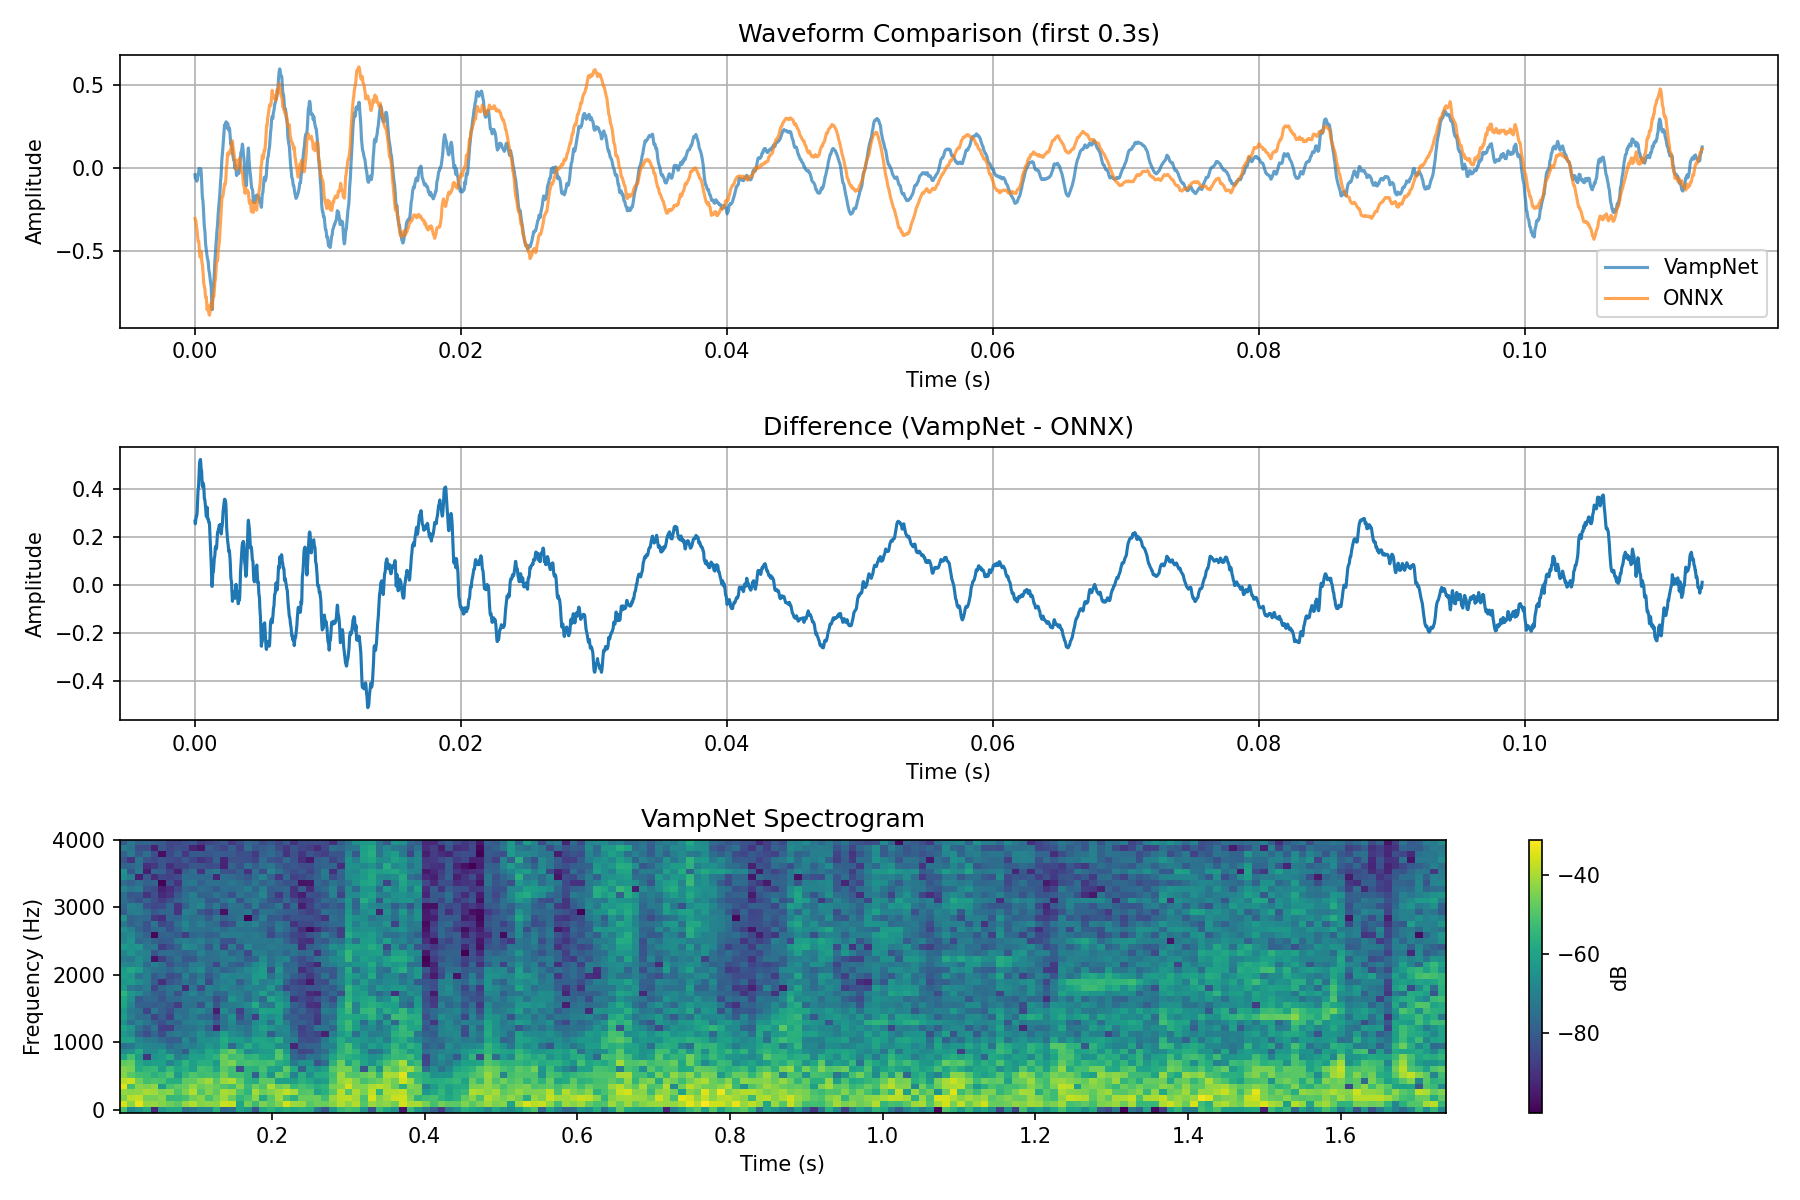 Waveform Comparison (first 0.3s)
Amplitude
0.5
0.0
−0.5
VampNet
ONNX
0.00 0.02 0.04 0.06 0.08 0.10
Time (s)
Difference (VampNet - ONNX)
Amplitude
0.4
0.2
0.0
−0.2
−0.4
0.00 0.02 0.04 0.06 0.08 0.10
Time (s)
VampNet Spectrogram
Frequency (Hz)
4000
3000
2000
1000
0
0.2 0.4 0.6 0.8 1.0 1.2 1.4 1.6
Time (s)
−40
−60
−80
dB